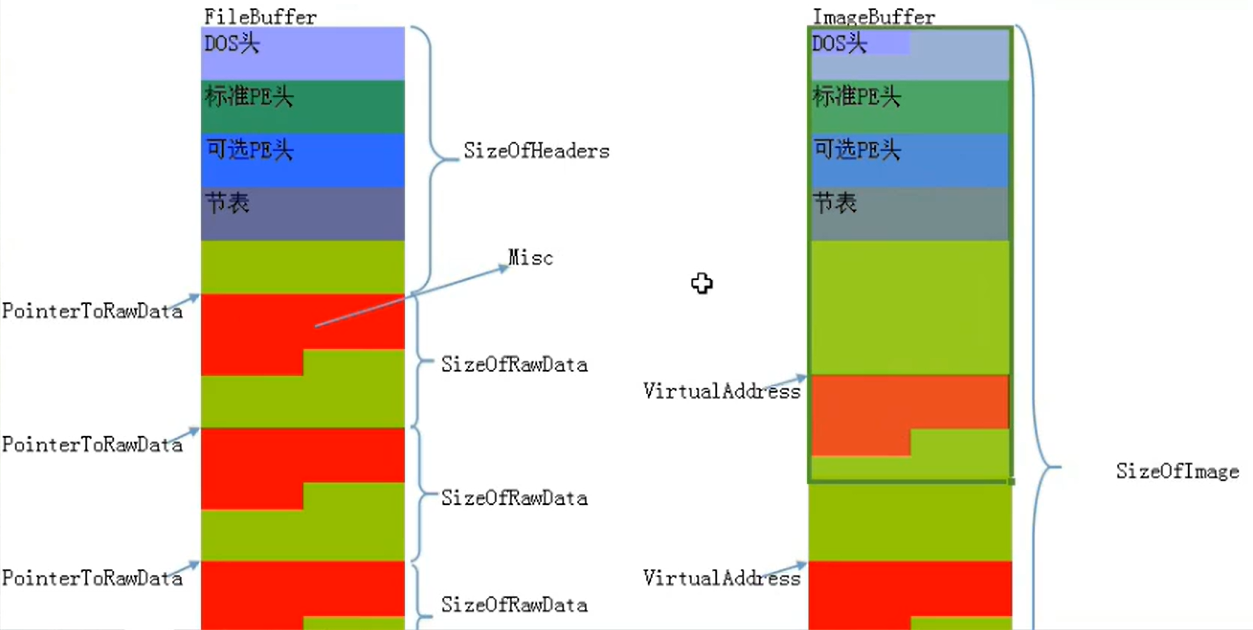 FileBuffer
DOS头
标准PE头
可选PE头
节表
SizeOfHeaders
Misc
PointerToRawData
SizeOfRawData
PointerToRawData
SizeOfRawData
PointerToRawData
SizeOfRawData
ImageBuffer
DOS头
标准PE头
可选PE头
节表
VirtualAddress
SizeOfImage
VirtualAddress